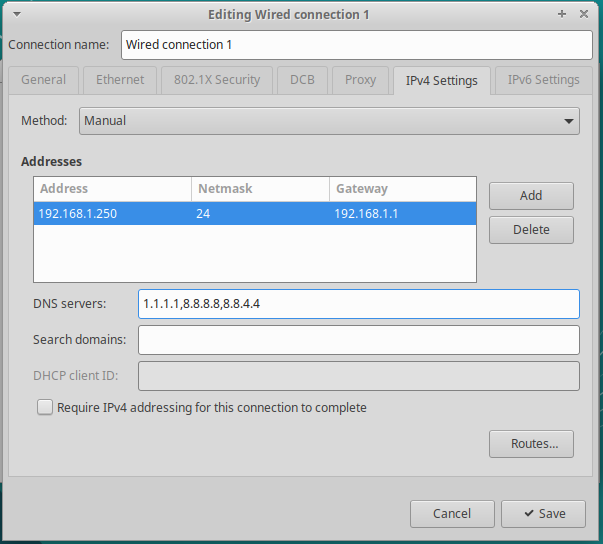 Editing Wired connection 1
Connection name: Wired connection 1
General Ethernet 802.1X Security DCB Proxy IPv4 Settings IPv6 Settings
Method: Manual
Addresses
Address Netmask Gateway
192.168.1.250 24 192.168.1.1
Add
Delete
DNS servers: 1.1.1.1,8.8.8.8,8.8.4.4
Search domains:
DHCP client ID:
Require IPv4 addressing for this connection to complete
Routes...
Cancel Save